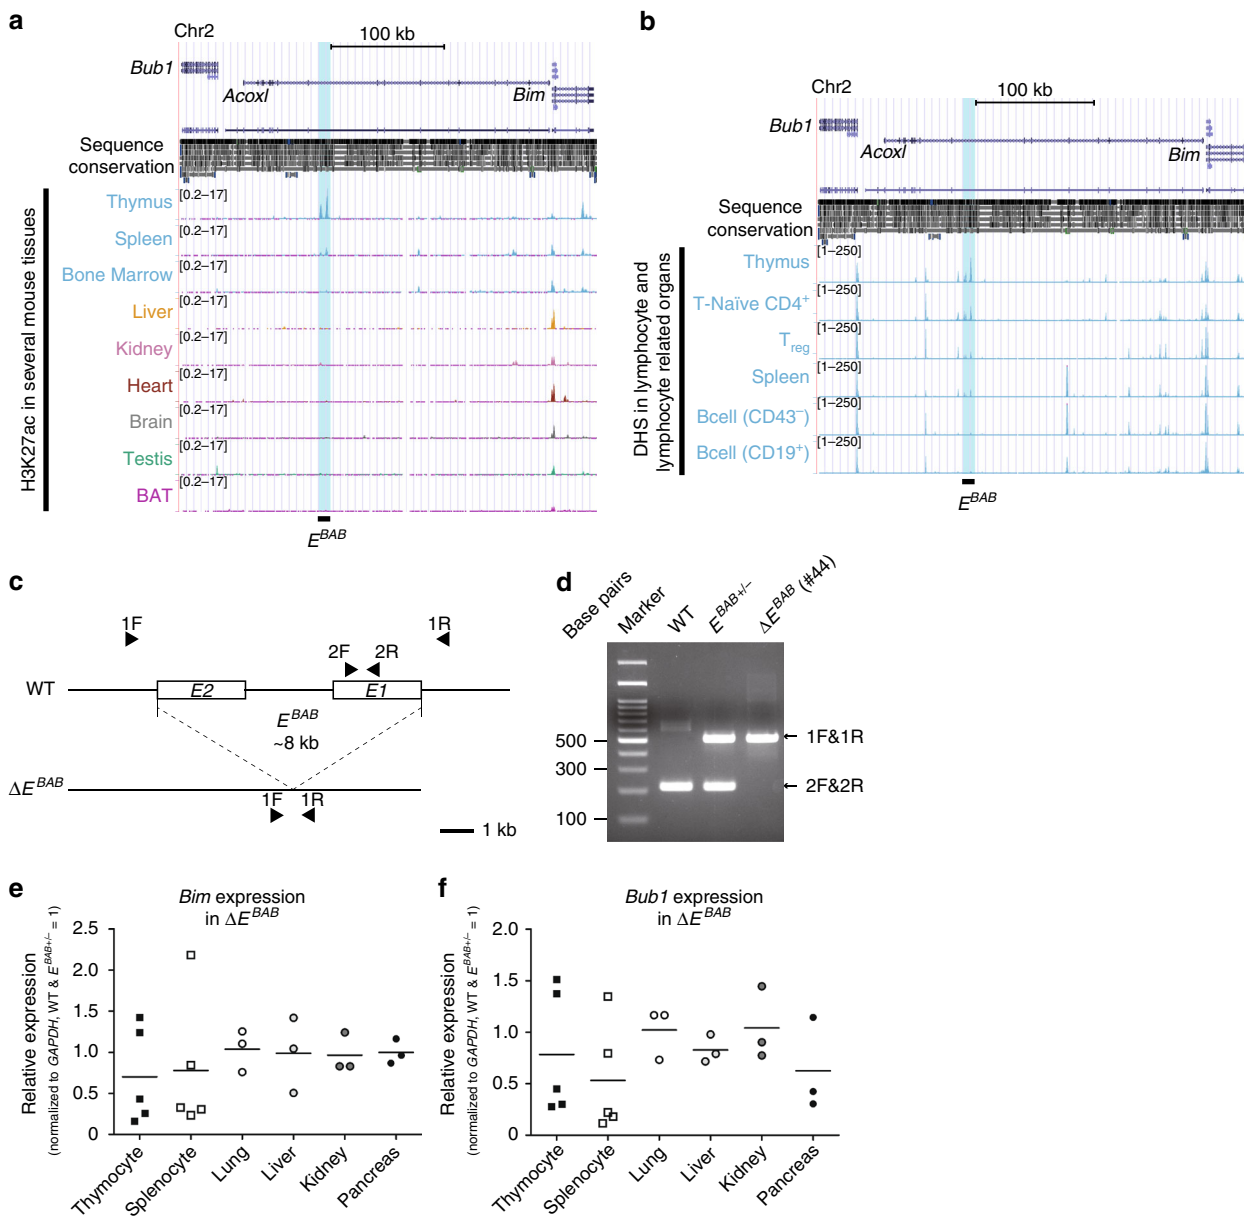 a
Chr2
100 kb
Bub1
Acoxl
Bim
Sequence
conservation
H3K27ac in several mouse tissues
Thymus
[0.2–17]
Spleen
[0.2–17]
Bone Marrow
[0.2–17]
Liver
[0.2–17]
Kidney
[0.2–17]
Heart
[0.2–17]
Brain
[0.2–17]
Testis
[0.2–17]
BAT
[0.2–17]
E^BAB
b
Chr2
100 kb
Bub1
Acoxl
Bim
Sequence
conservation
DHS in lymphocyte and
lymphocyte related organs
Thymus
[1–250]
T-Naïve CD4⁺
[1–250]
T_reg
[1–250]
Spleen
[1–250]
Bcell (CD43⁻)
[1–250]
Bcell (CD19⁺)
[1–250]
E^BAB
c
1F
1R
2F
2R
WT
E2
E1
E^BAB
~8 kb
ΔE^BAB
1F
1R
1 kb
d
Base pairs
Marker
WT
E^BAB+/−
ΔE^BAB (#44)
500
300
100
← 1F&1R
← 2F&2R
e
Bim expression
in ΔE^BAB
Relative expression
(normalized to GAPDH, WT & E^BAB+/− = 1)
2.5
2.0
1.5
1.0
0.5
0
Thymocyte
Splenocyte
Lung
Liver
Kidney
Pancreas
f
Bub1 expression
in ΔE^BAB
Relative expression
(normalized to GAPDH, WT & E^BAB+/− = 1)
2.0
1.5
1.0
0.5
0
Thymocyte
Splenocyte
Lung
Liver
Kidney
Pancreas